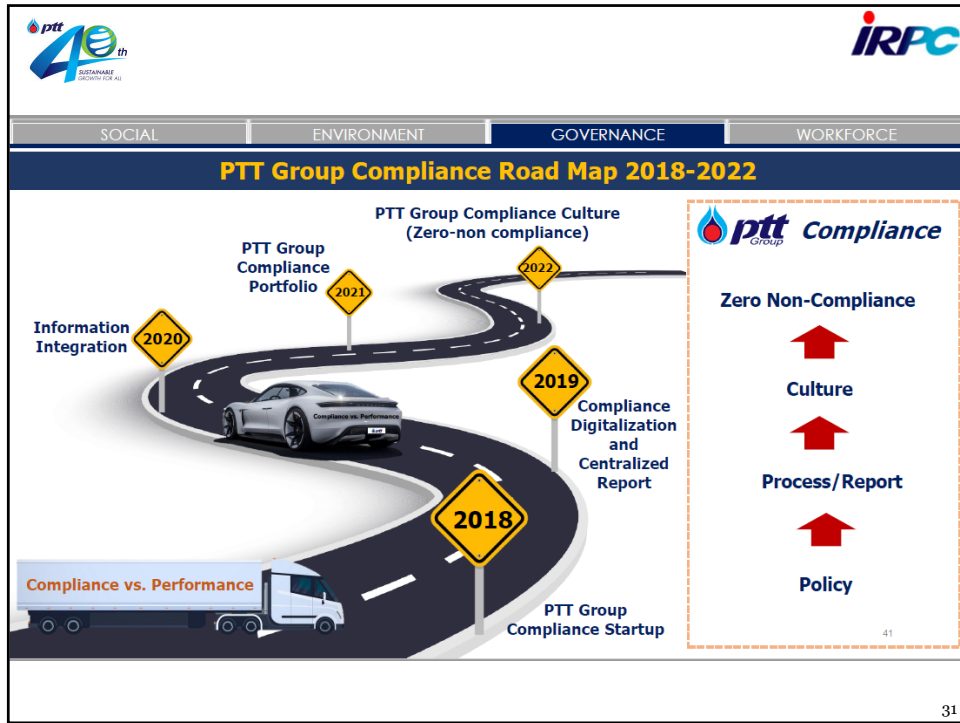 ptt
40th
SUSTAINABLE
GROWTH FOR ALL
iRPC
SOCIAL
ENVIRONMENT
GOVERNANCE
WORKFORCE
PTT Group Compliance Road Map 2018-2022
PTT Group Compliance Culture
(Zero-non compliance)
2022
PTT Group
Compliance
Portfolio
2021
Information
Integration
2020
2019
Compliance
Digitalization
and
Centralized
Report
Compliance vs. Performance
ptt
2018
Compliance vs. Performance
PTT Group
Compliance Startup
ptt
Group
Compliance
Zero Non-Compliance
Culture
Process/Report
Policy
41
31